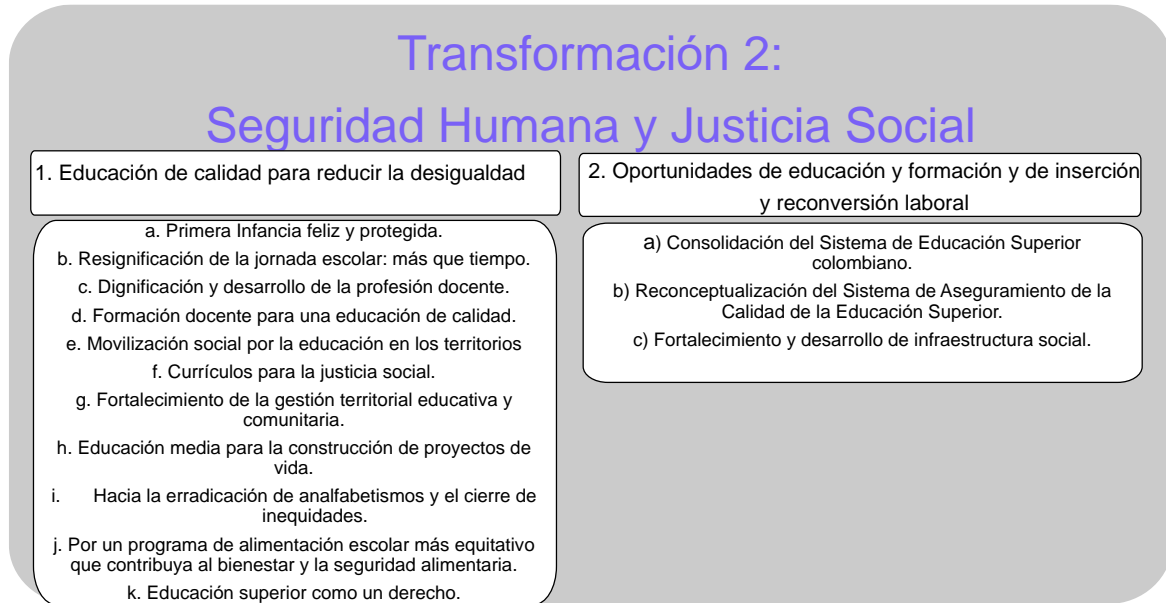 Transformación 2:
Seguridad Humana y Justicia Social
1. Educación de calidad para reducir la desigualdad
a. Primera Infancia feliz y protegida.
b. Resignificación de la jornada escolar: más que tiempo.
c. Dignificación y desarrollo de la profesión docente.
d. Formación docente para una educación de calidad.
e. Movilización social por la educación en los territorios
f. Currículos para la justicia social.
g. Fortalecimiento de la gestión territorial educativa y
comunitaria.
h. Educación media para la construcción de proyectos de
vida.
i. Hacia la erradicación de analfabetismos y el cierre de
inequidades.
j. Por un programa de alimentación escolar más equitativo
que contribuya al bienestar y la seguridad alimentaria.
k. Educación superior como un derecho.
2. Oportunidades de educación y formación y de inserción
y reconversión laboral
a) Consolidación del Sistema de Educación Superior
colombiano.
b) Reconceptualización del Sistema de Aseguramiento de la
Calidad de la Educación Superior.
c) Fortalecimiento y desarrollo de infraestructura social.